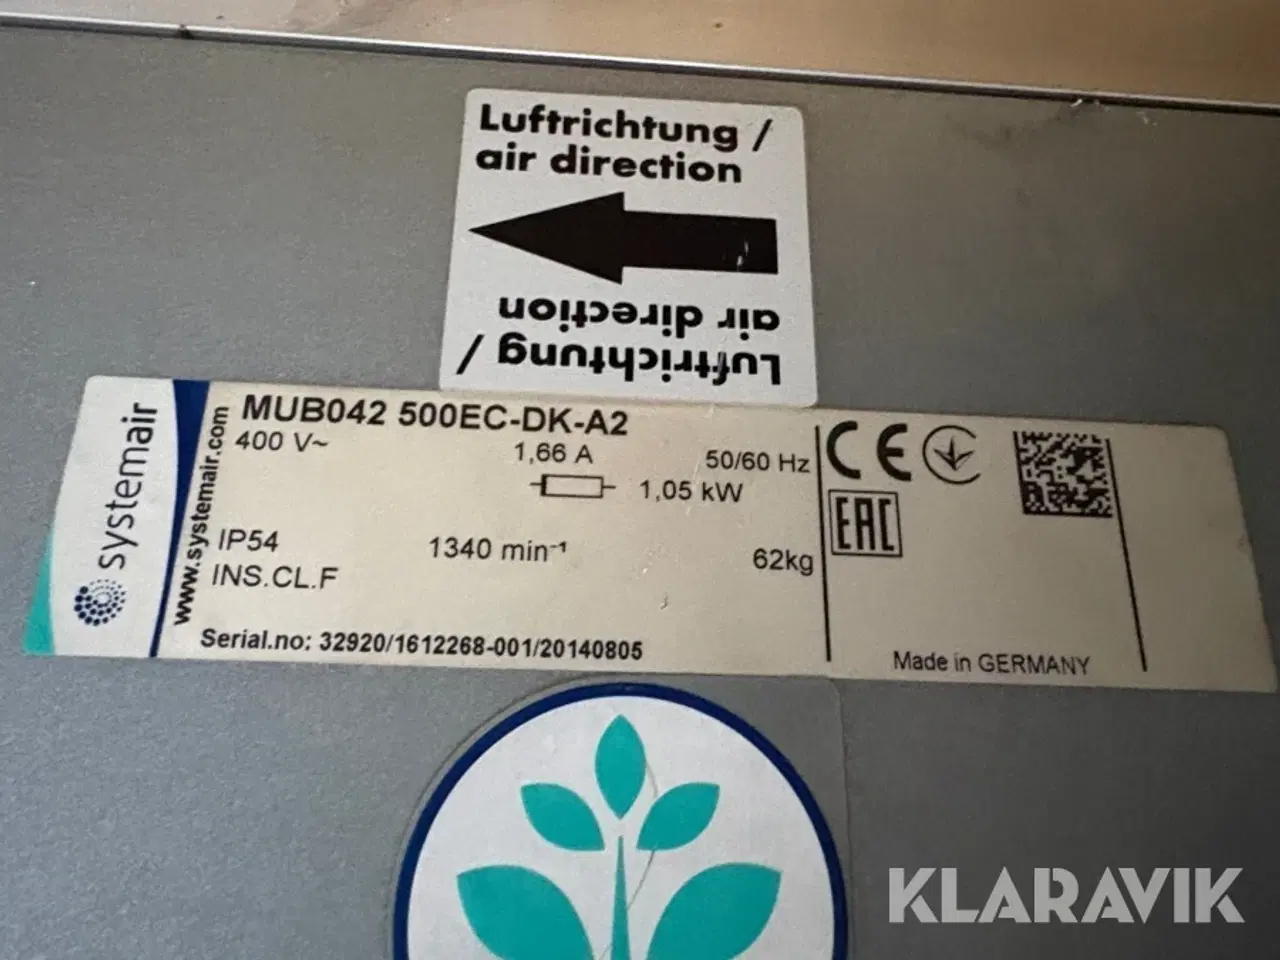 Luftrichtung /
air direction
air direction
Luftrichtung /
systemair
www.systemair.com
MUB042 500EC-DK-A2
400 V~ 1,66 A 50/60 Hz
1,05 kW
IP54 1340 min⁻¹ 62kg
INS.CL.F
Serial.no: 32920/1612268-001/20140805
CE
EAC
Made in GERMANY
KLARAVIK